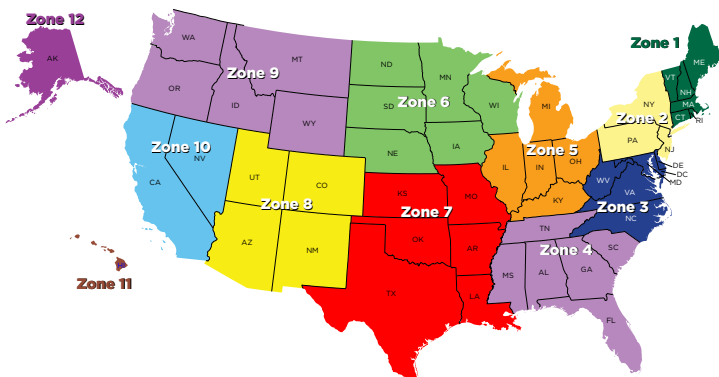 Zone 12
AK
WA
MT
OR
Zone 9
ID
WY
ND
MN
SD
Zone 6
WI
NE
IA
Zone 1
ME
VT
NH
MA
CT
RI
NY
Zone 2
PA
NJ
MI
Zone 5
IL
IN
OH
KY
DE
DC
MD
WV
VA
Zone 3
NC
Zone 10
NV
CA
UT
CO
Zone 8
AZ
NM
KS
MO
Zone 7
OK
AR
TX
LA
TN
Zone 4
SC
MS
AL
GA
FL
Zone 11